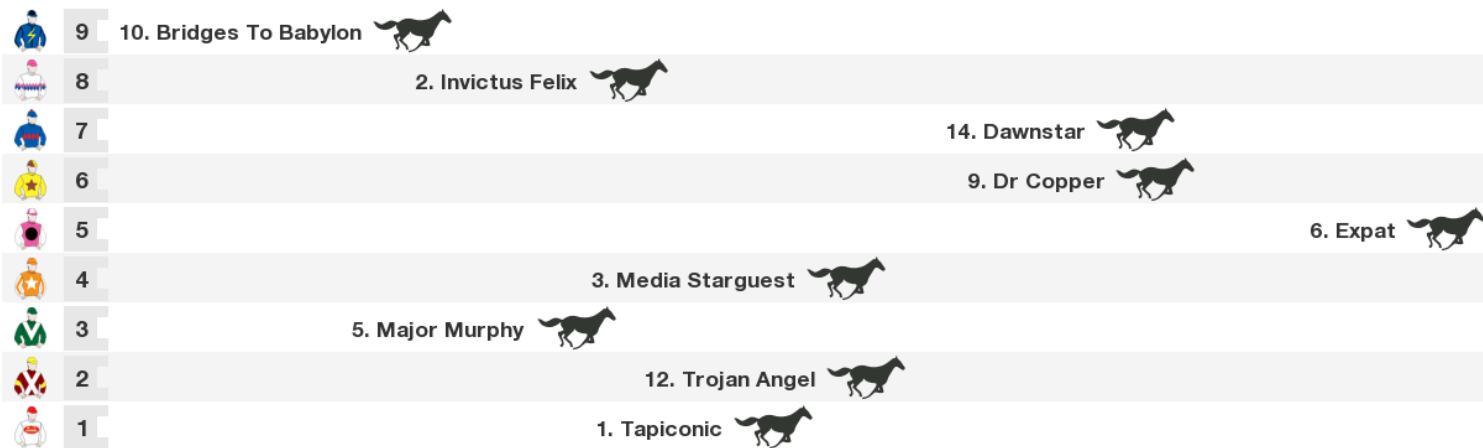 9 10. Bridges To Babylon
8 2. Invictus Felix
7 14. Dawnstar
6 9. Dr Copper
5 6. Expat
4 3. Media Starguest
3 5. Major Murphy
2 12. Trojan Angel
1 1. Tapiconic